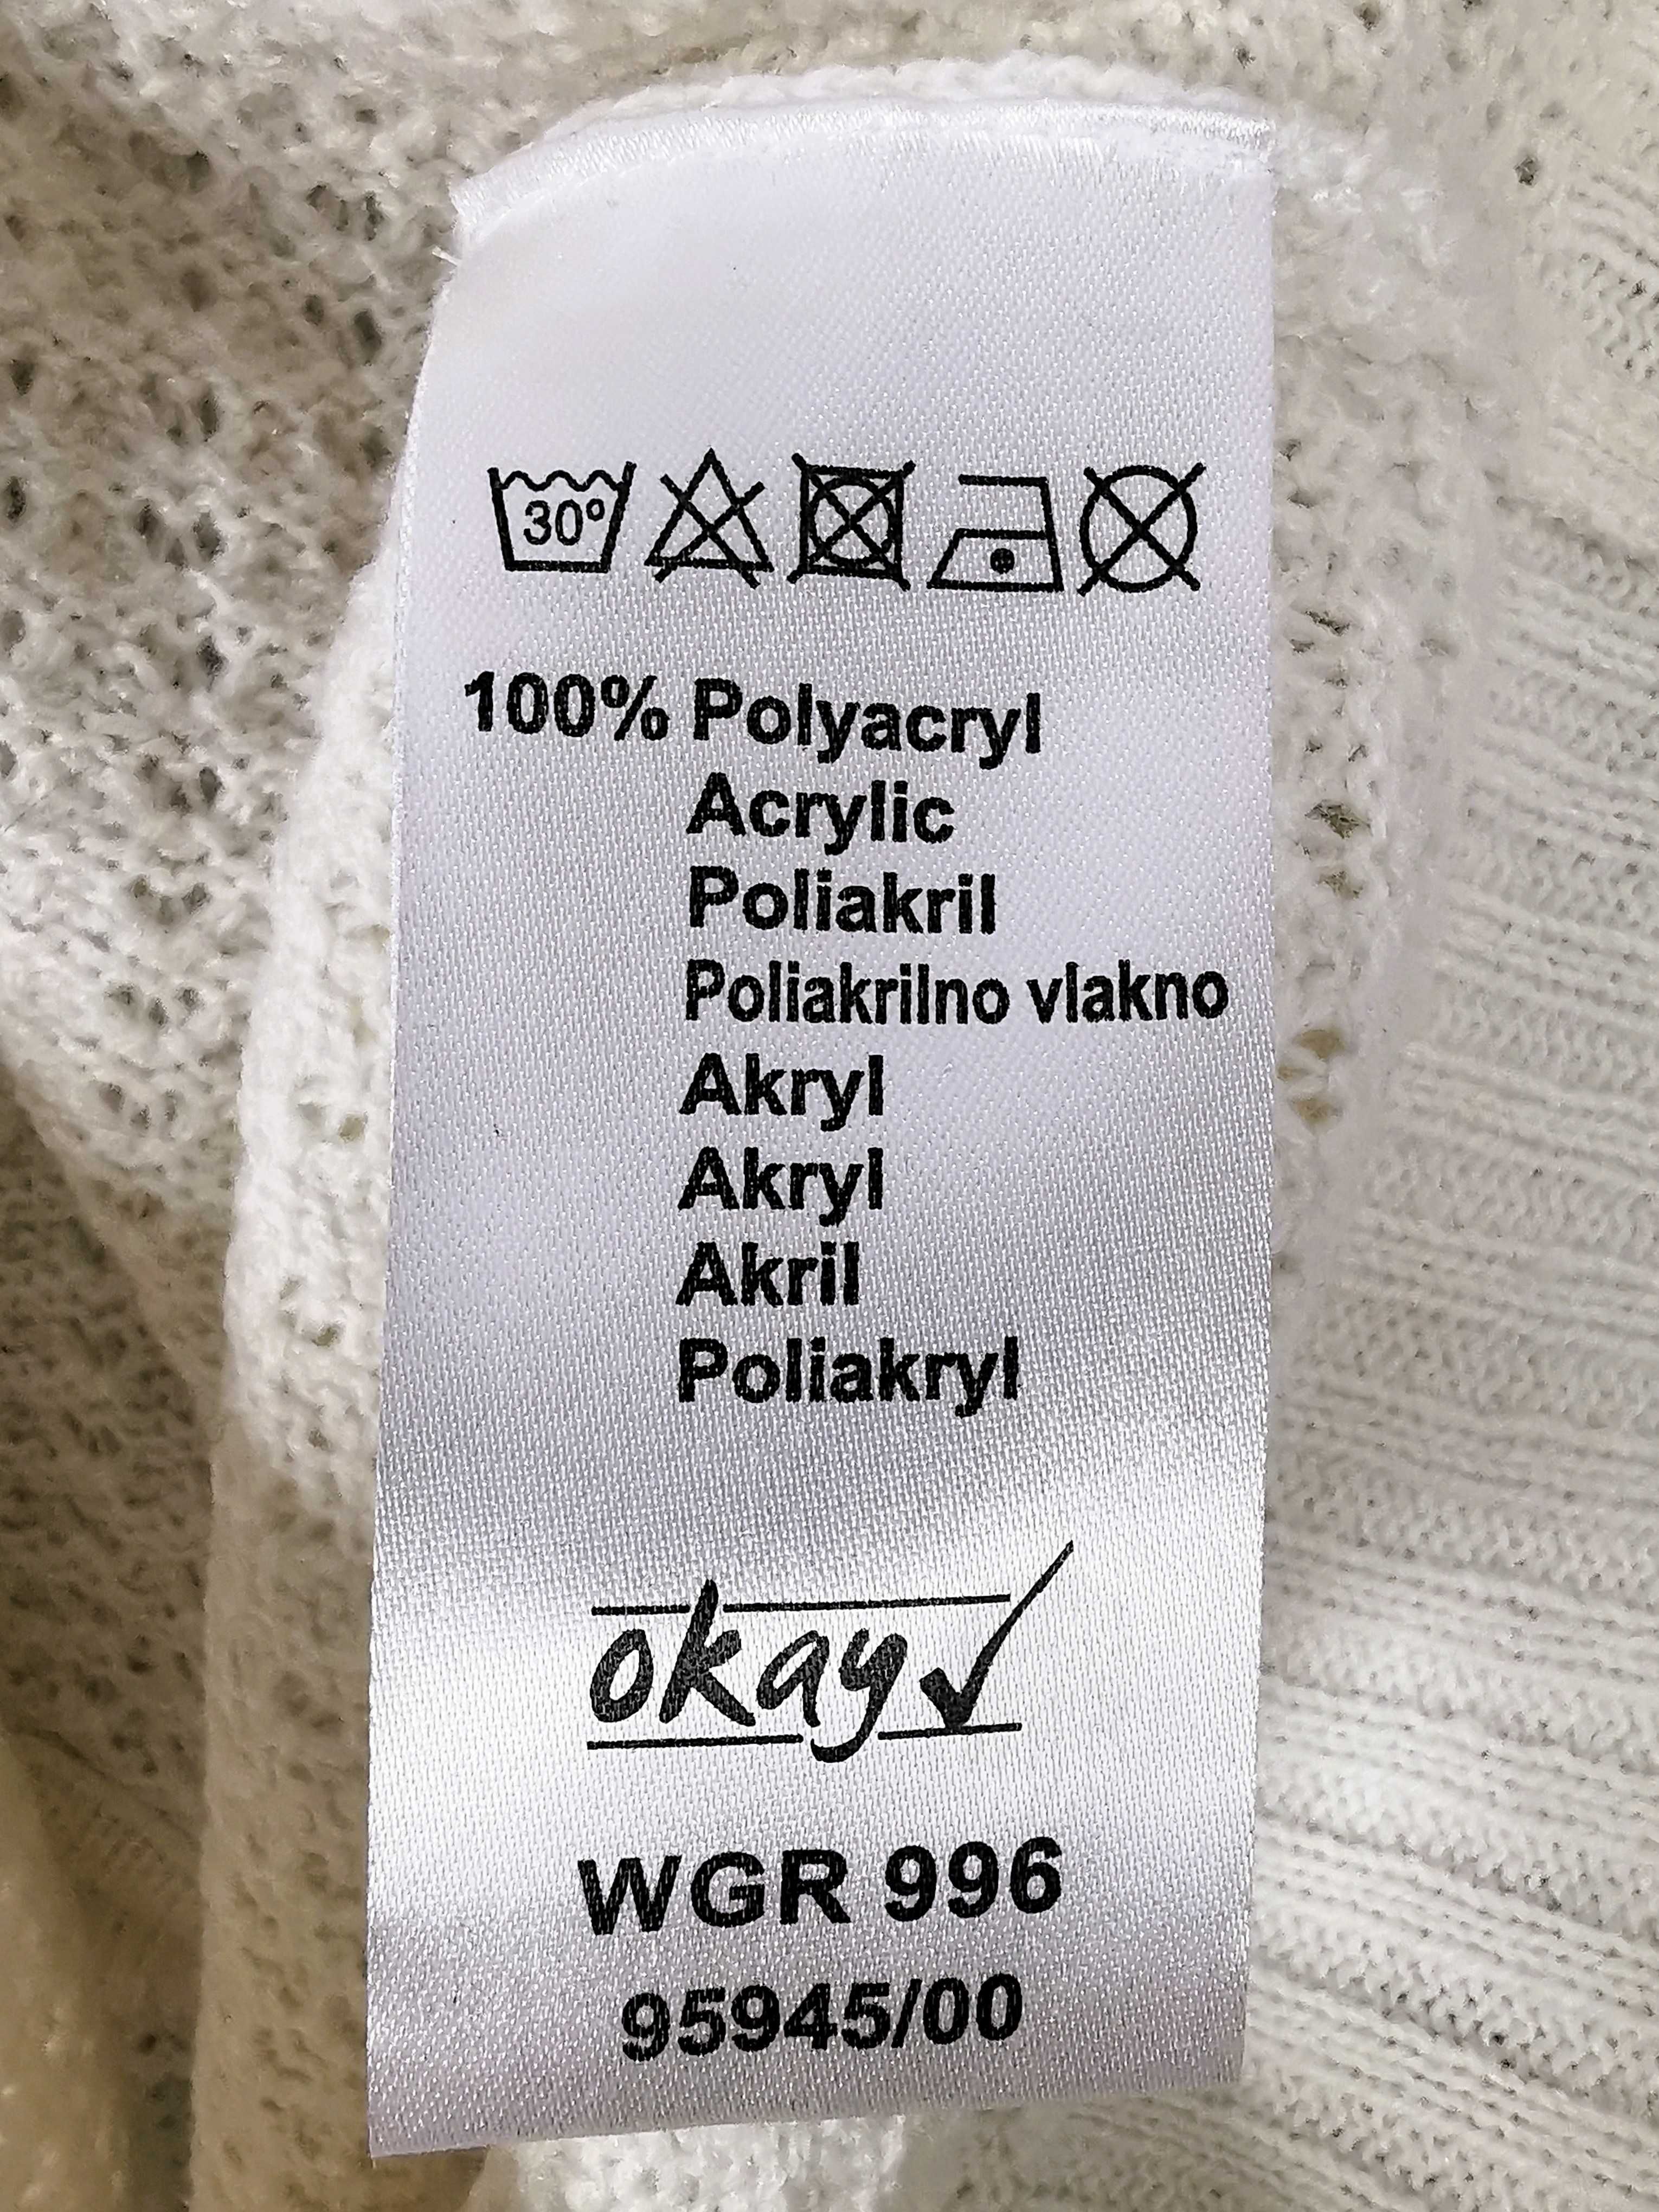 30°
100% Polyacryl
Acrylic
Poliakril
Poliakrilno vlakno
Akryl
Akryl
Akril
Poliakryl
okay
WGR 996
95945/00